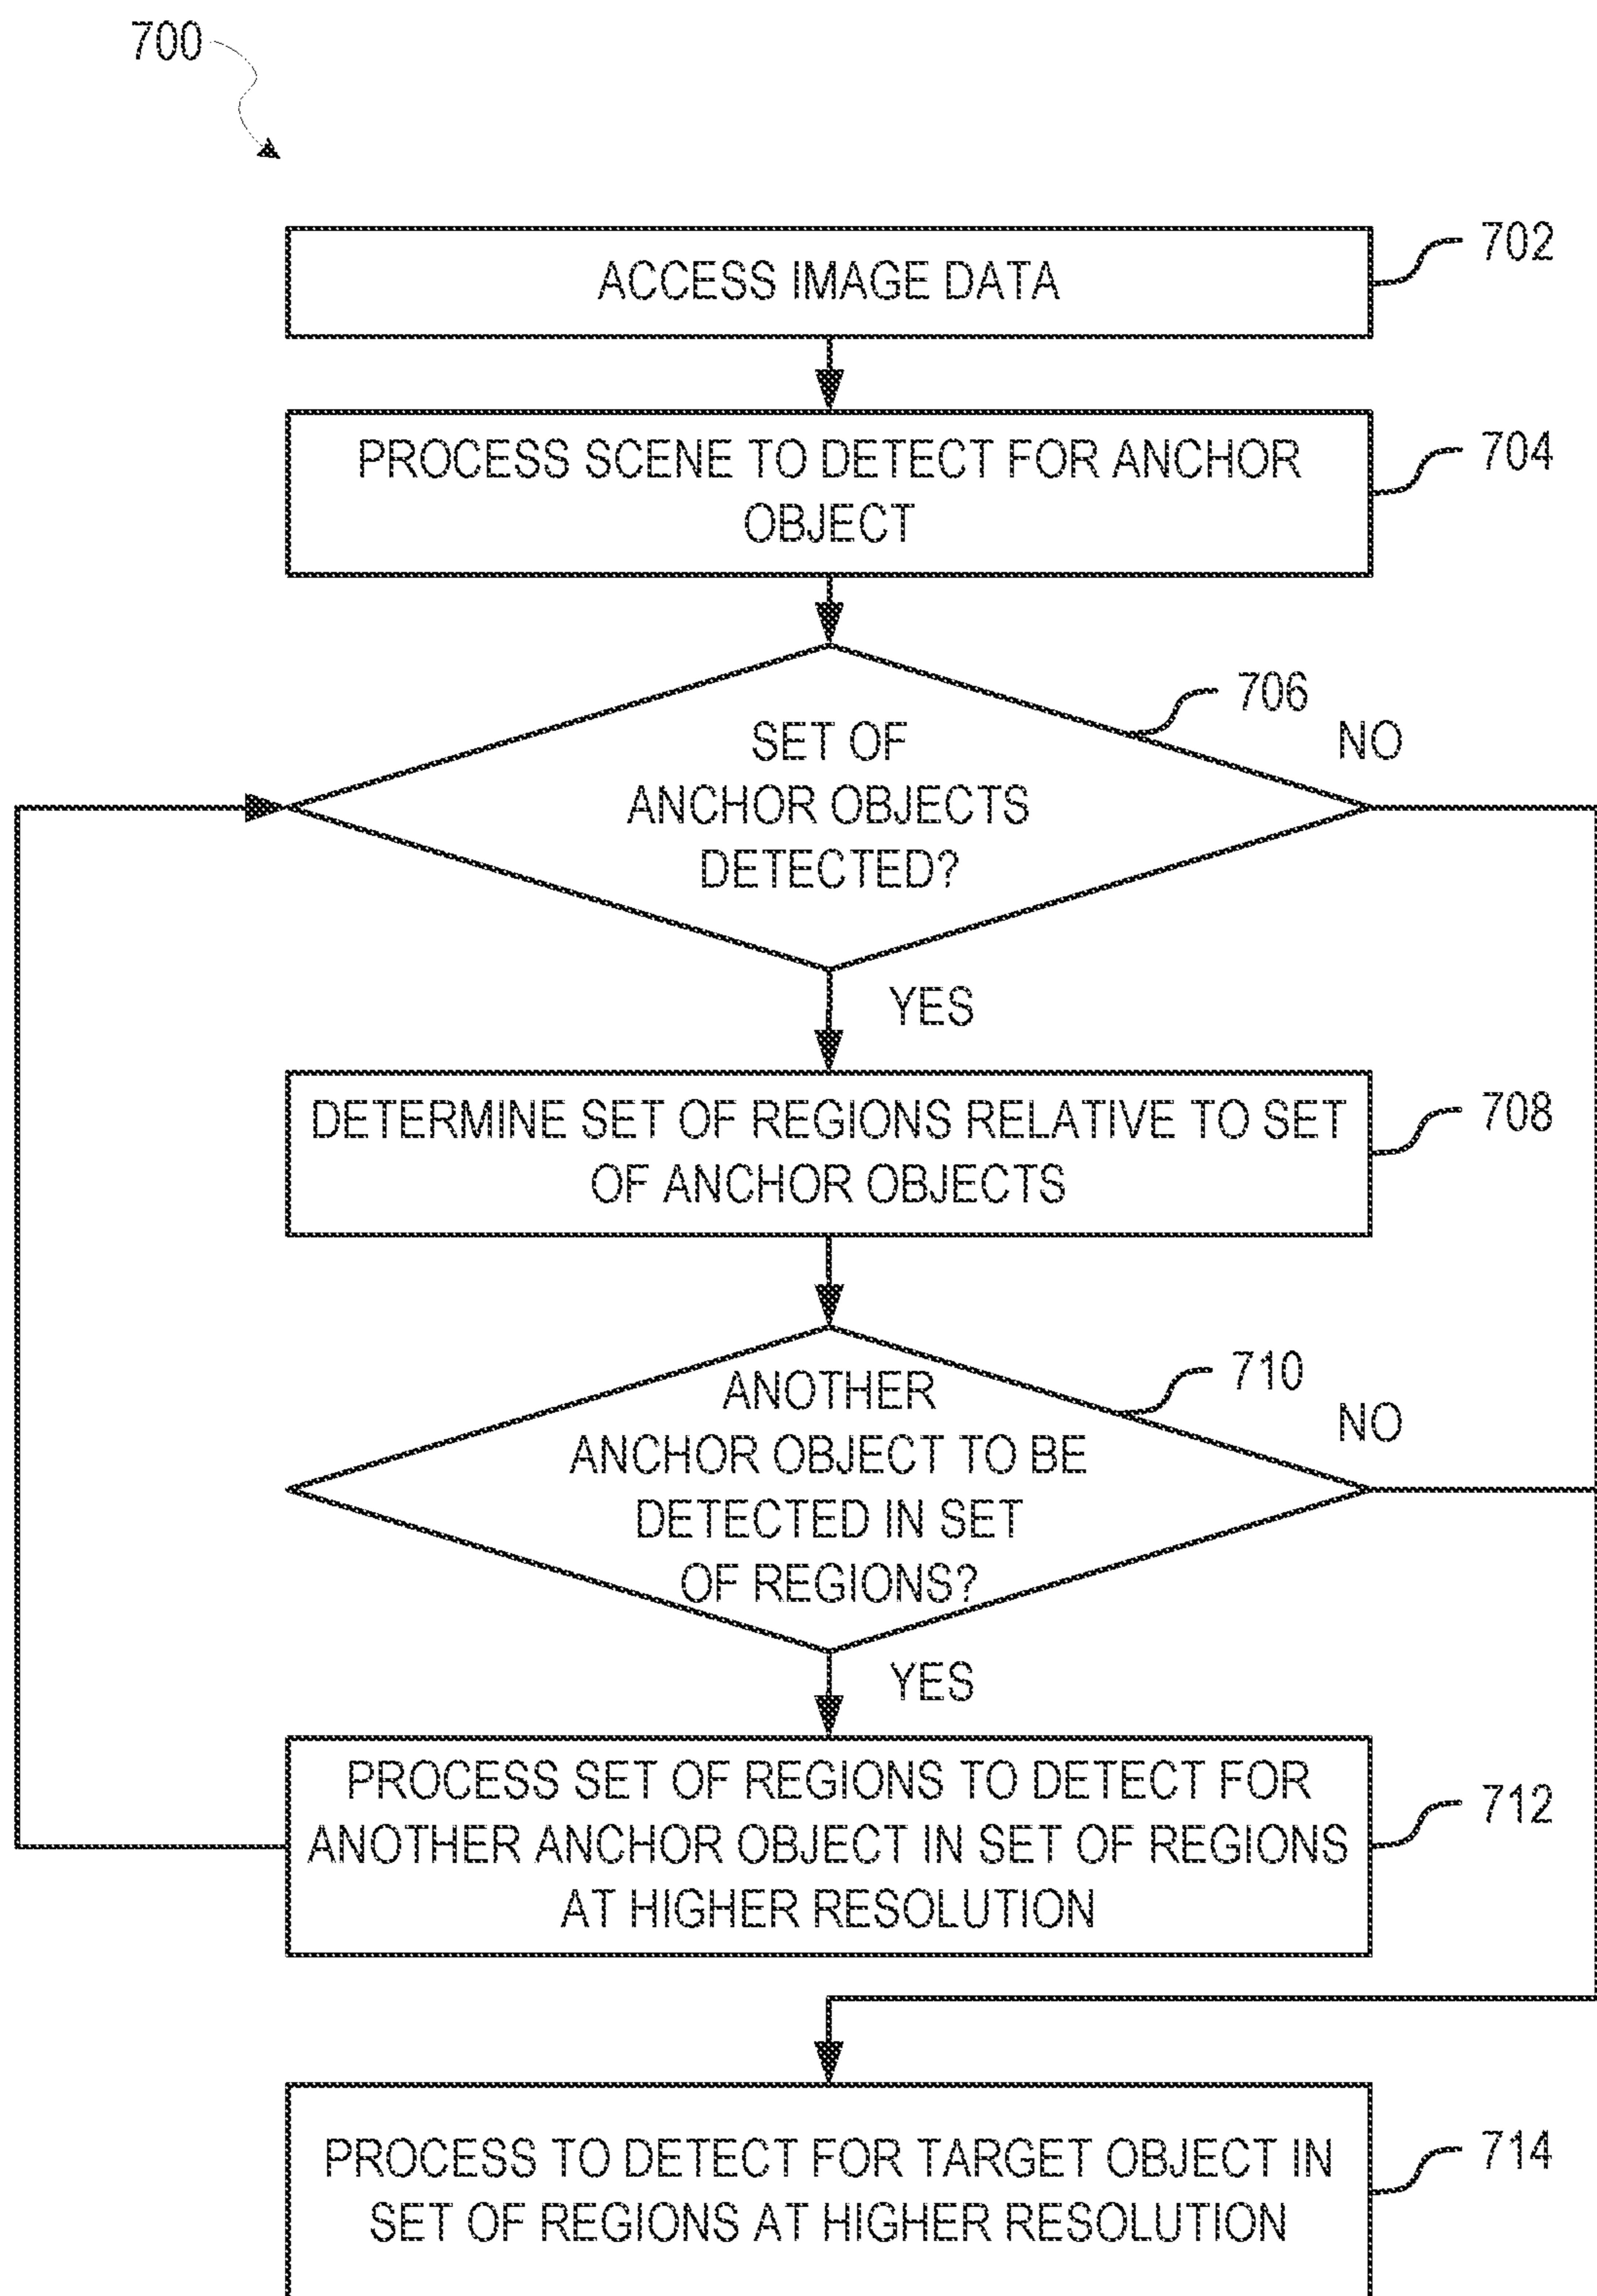 700
ACCESS IMAGE DATA
702
PROCESS SCENE TO DETECT FOR ANCHOR
OBJECT
704
SET OF
ANCHOR OBJECTS
DETECTED?
706
NO
YES
DETERMINE SET OF REGIONS RELATIVE TO SET
OF ANCHOR OBJECTS
708
ANOTHER
ANCHOR OBJECT TO BE
DETECTED IN SET
OF REGIONS?
710
NO
YES
PROCESS SET OF REGIONS TO DETECT FOR
ANOTHER ANCHOR OBJECT IN SET OF REGIONS
AT HIGHER RESOLUTION
712
PROCESS TO DETECT FOR TARGET OBJECT IN
SET OF REGIONS AT HIGHER RESOLUTION
714